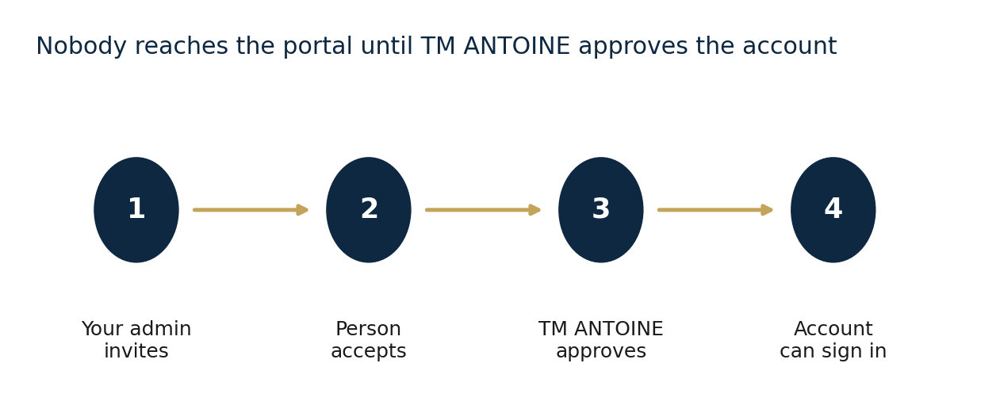 Nobody reaches the portal until TM ANTOINE approves the account
1
2
3
4
Your admin
invites
Person
accepts
TM ANTOINE
approves
Account
can sign in